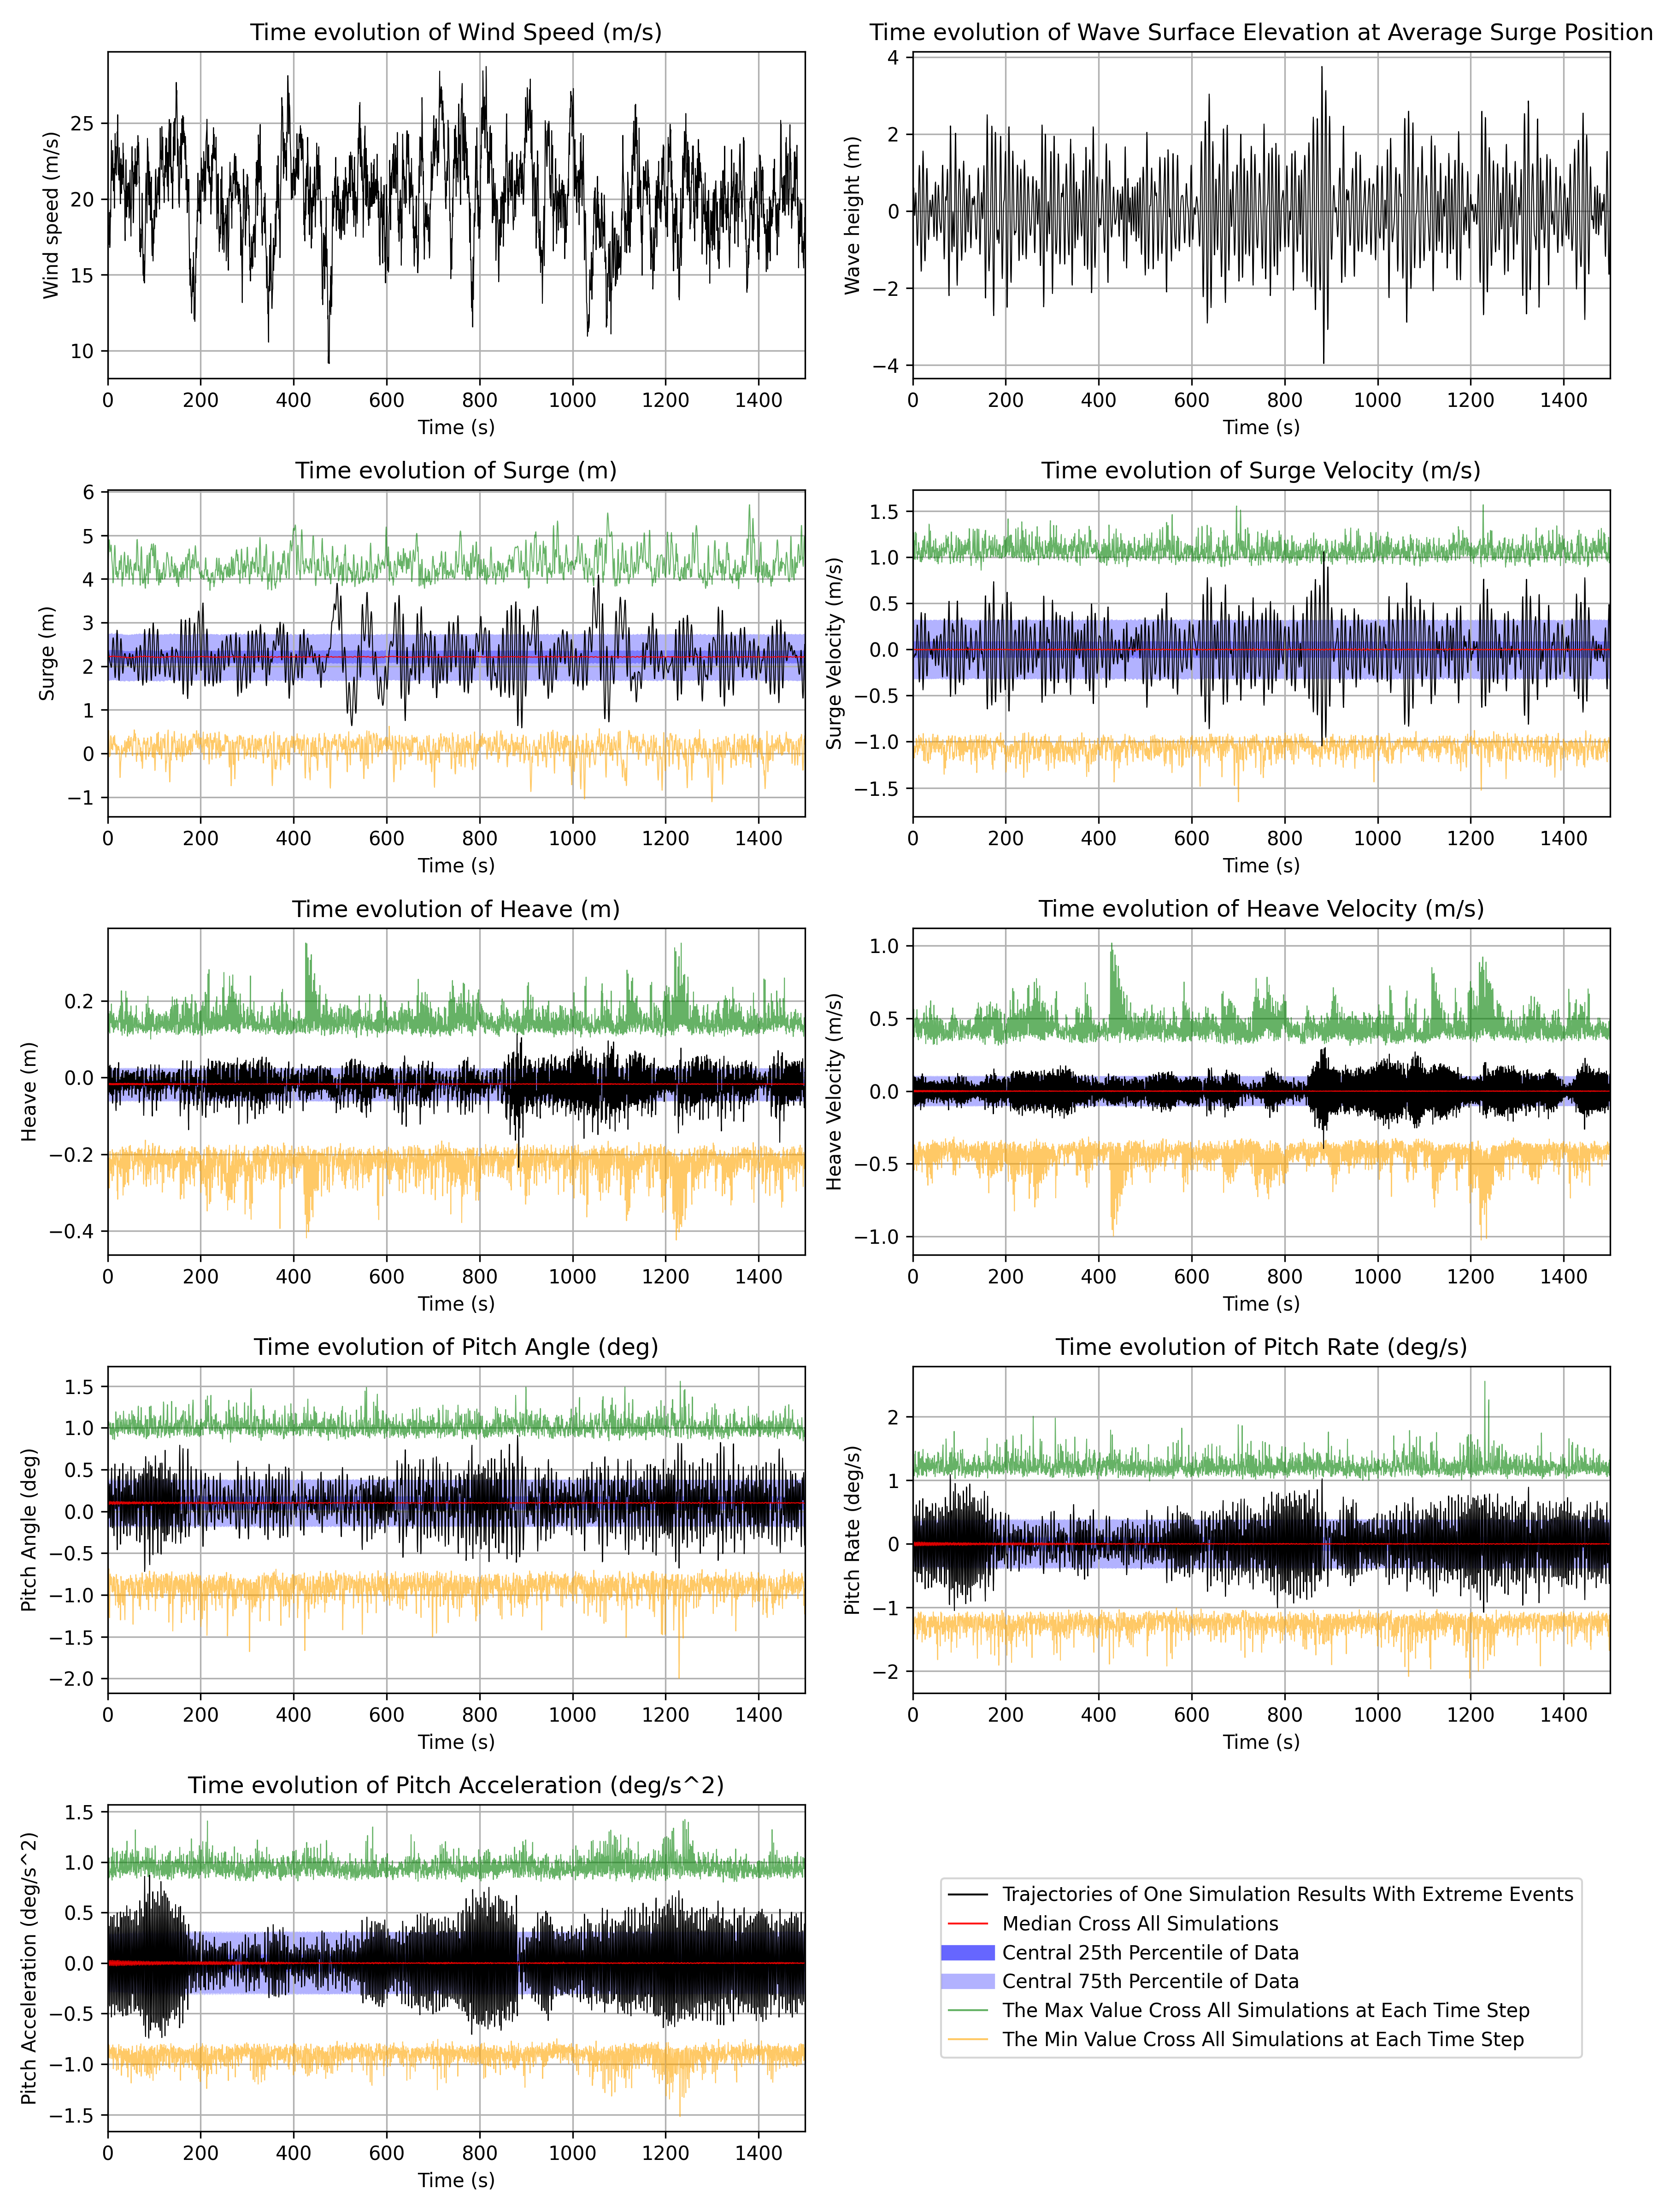 Time evolution of Wind Speed (m/s)
Wind speed (m/s)
25
20
15
10
0 200 400 600 800 1000 1200 1400
Time (s)
Time evolution of Wave Surface Elevation at Average Surge Position
Wave height (m)
4
2
0
−2
−4
0 200 400 600 800 1000 1200 1400
Time (s)
Time evolution of Surge (m)
Surge (m)
6
5
4
3
2
1
0
−1
0 200 400 600 800 1000 1200 1400
Time (s)
Time evolution of Surge Velocity (m/s)
Surge Velocity (m/s)
1.5
1.0
0.5
0.0
−0.5
−1.0
−1.5
0 200 400 600 800 1000 1200 1400
Time (s)
Time evolution of Heave (m)
Heave (m)
0.2
0.0
−0.2
−0.4
0 200 400 600 800 1000 1200 1400
Time (s)
Time evolution of Heave Velocity (m/s)
Heave Velocity (m/s)
1.0
0.5
0.0
−0.5
−1.0
0 200 400 600 800 1000 1200 1400
Time (s)
Time evolution of Pitch Angle (deg)
Pitch Angle (deg)
1.5
1.0
0.5
0.0
−0.5
−1.0
−1.5
−2.0
0 200 400 600 800 1000 1200 1400
Time (s)
Time evolution of Pitch Rate (deg/s)
Pitch Rate (deg/s)
2
1
0
−1
−2
0 200 400 600 800 1000 1200 1400
Time (s)
Time evolution of Pitch Acceleration (deg/s^2)
Pitch Acceleration (deg/s^2)
1.5
1.0
0.5
0.0
−0.5
−1.0
−1.5
0 200 400 600 800 1000 1200 1400
Time (s)
Trajectories of One Simulation Results With Extreme Events
Median Cross All Simulations
Central 25th Percentile of Data
Central 75th Percentile of Data
The Max Value Cross All Simulations at Each Time Step
The Min Value Cross All Simulations at Each Time Step